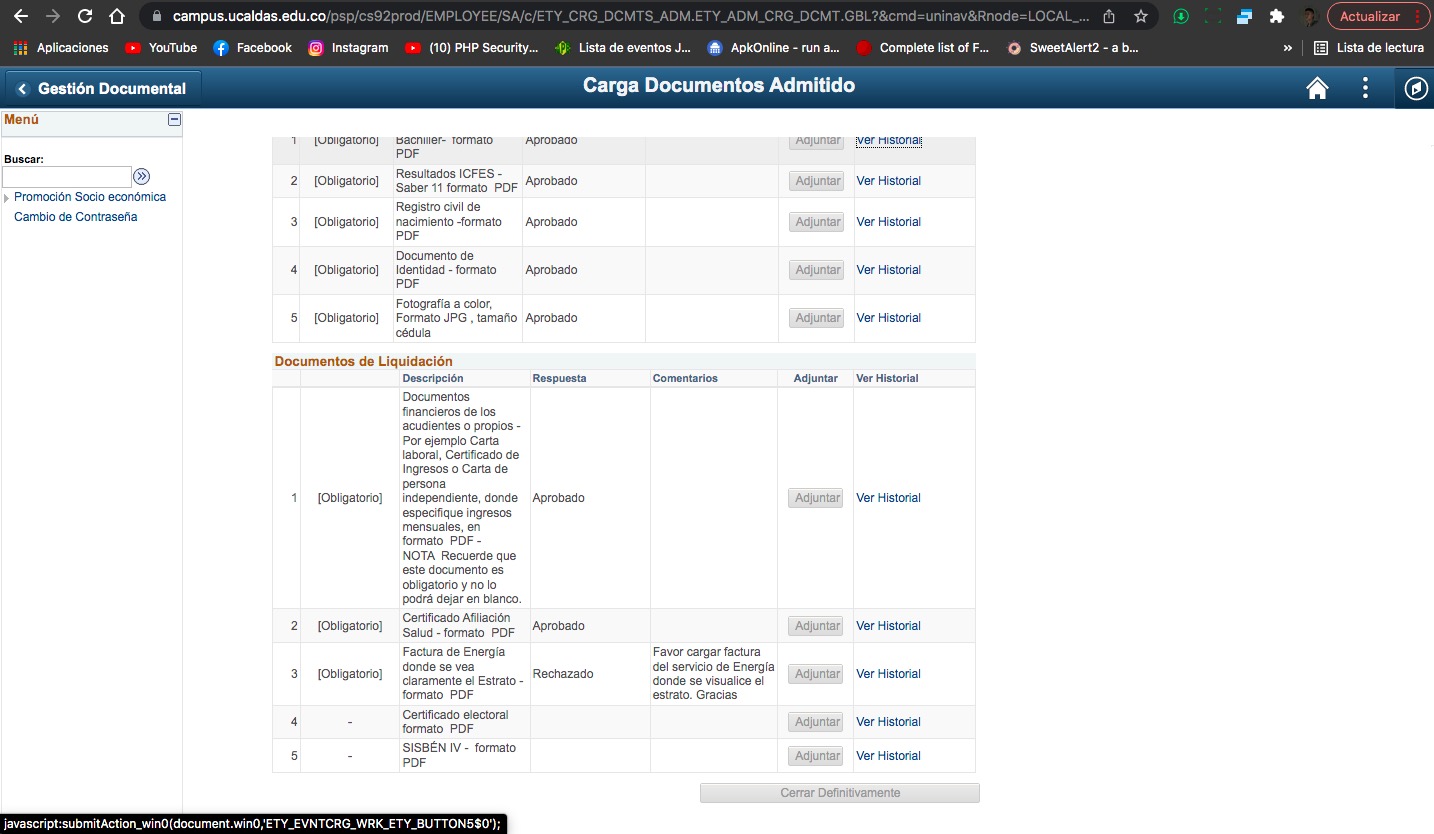 campus.ucaldas.edu.co/psp/cs92prod/EMPLOYEE/SA/c/ETY_CRG_DCMTS_ADM.ETY_ADM_CRG_DCMT.GBL?&cmd=uninav&Rnode=LOCAL_... Actualizar
Aplicaciones YouTube Facebook Instagram (10) PHP Security... Lista de eventos J... ApkOnline - run a... Complete list of F... SweetAlert2 - a b... » Lista de lectura
Gestión Documental Carga Documentos Admitido
Menú
Buscar:
Promoción Socio económica
Cambio de Contraseña
1 [Obligatorio] Bachiller- formato Aprobado Adjuntar Ver Historial
PDF
Resultados ICFES -
2 [Obligatorio] Saber 11 formato PDF Aprobado Adjuntar Ver Historial
Registro civil de
3 [Obligatorio] nacimiento -formato Aprobado Adjuntar Ver Historial
PDF
Documento de
4 [Obligatorio] Identidad - formato Aprobado Adjuntar Ver Historial
PDF
Fotografía a color,
5 [Obligatorio] Formato JPG , tamaño Aprobado Adjuntar Ver Historial
cédula
Documentos de Liquidación
Descripción Respuesta Comentarios Adjuntar Ver Historial
Documentos
financieros de los
acudientes o propios -
Por ejemplo Carta
laboral, Certificado de
Ingresos o Carta de
persona
1 [Obligatorio] independiente, donde Aprobado Adjuntar Ver Historial
especifique ingresos
mensuales, en
formato PDF -
NOTA Recuerde que
este documento es
obligatorio y no lo
podrá dejar en blanco.
2 [Obligatorio] Certificado Afiliación Aprobado Adjuntar Ver Historial
Salud - formato PDF
Factura de Energía Favor cargar factura
donde se vea del servicio de Energía
3 [Obligatorio] claramente el Estrato - Rechazado donde se visualice el Adjuntar Ver Historial
formato PDF estrato. Gracias
4 - Certificado electoral Adjuntar Ver Historial
formato PDF
5 - SISBÉN IV - formato Adjuntar Ver Historial
PDF
Cerrar Definitivamente
javascript:submitAction_win0(document.win0,'ETY_EVNTCRG_WRK_ETY_BUTTON5$0');